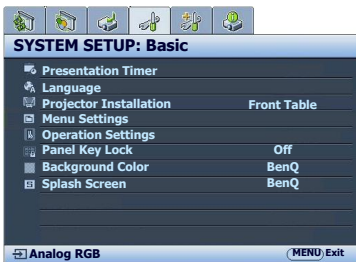 SYSTEM SETUP: Basic
Presentation Timer
Language
Projector Installation Front Table
Menu Settings
Operation Settings
Panel Key Lock Off
Background Color BenQ
Splash Screen BenQ
Analog RGB MENU Exit